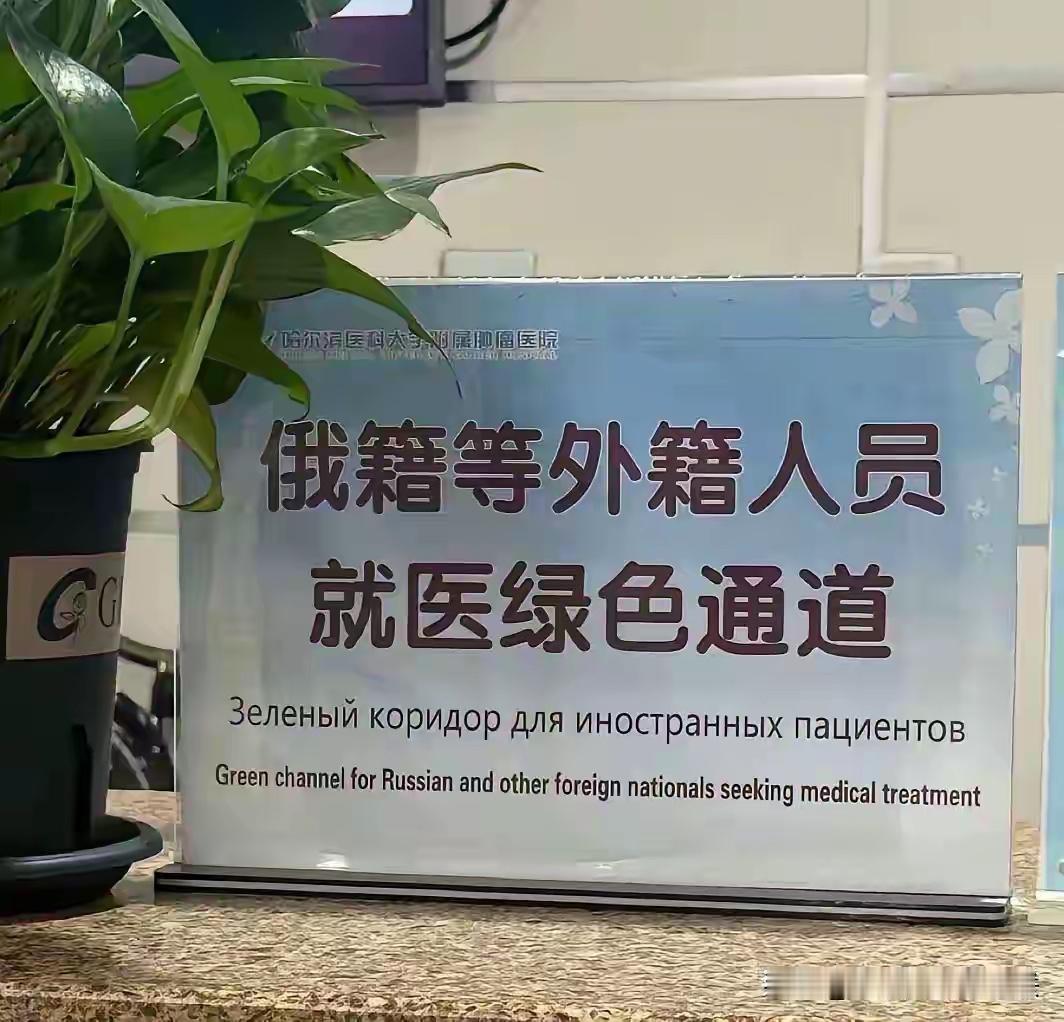 哈尔滨医科大学附属肿瘤医院
俄籍等外籍人员
就医绿色通道
Зеленый коридор для иностранных пациентов
Green channel for Russian and other foreign nationals seeking medical treatment